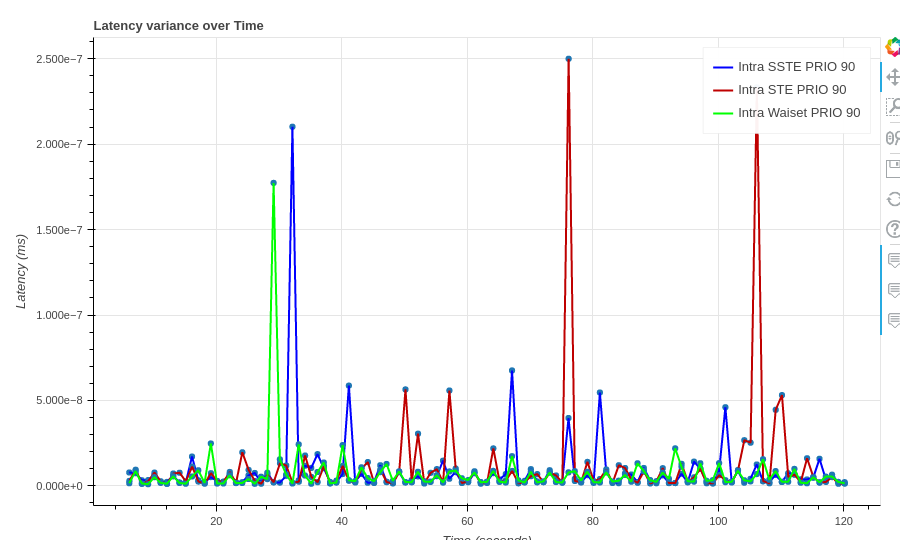 Latency variance over Time
Intra SSTE PRIO 90
Intra STE PRIO 90
Intra Waiset PRIO 90
Latency (ms)
2.500e−7
2.000e−7
1.500e−7
1.000e−7
5.000e−8
0.000e+0
20 40 60 80 100 120
Time (seconds)